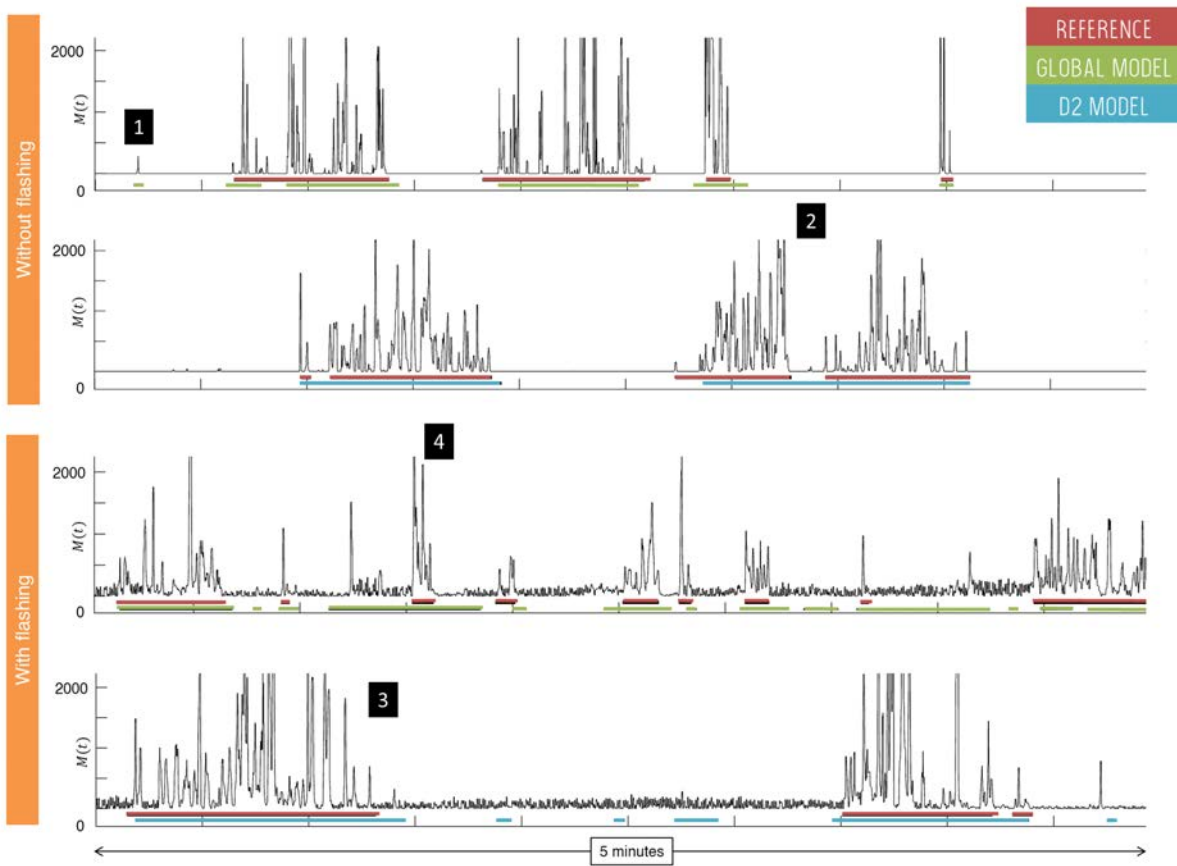 REFERENCE
GLOBAL MODEL
D2 MODEL
Without flashing
2000
M(t)
0
1
2000
M(t)
0
2
With flashing
2000
M(t)
0
4
2000
M(t)
0
3
5 minutes